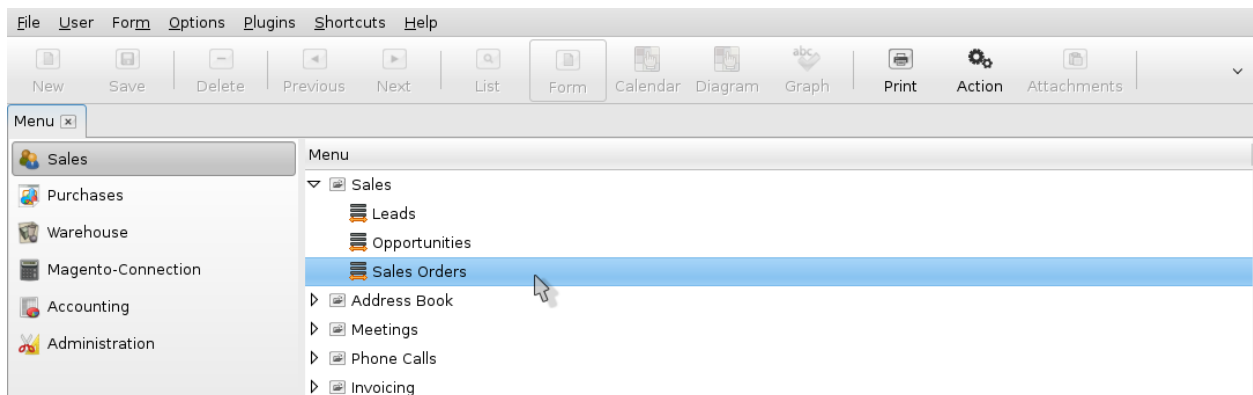 File User Form Options Plugins Shortcuts Help
New Save Delete Previous Next List Form Calendar Diagram abc Graph Print Action Attachments
Menu
Sales
Purchases
Warehouse
Magento-Connection
Accounting
Administration
Menu
Sales
Leads
Opportunities
Sales Orders
Address Book
Meetings
Phone Calls
Invoicing